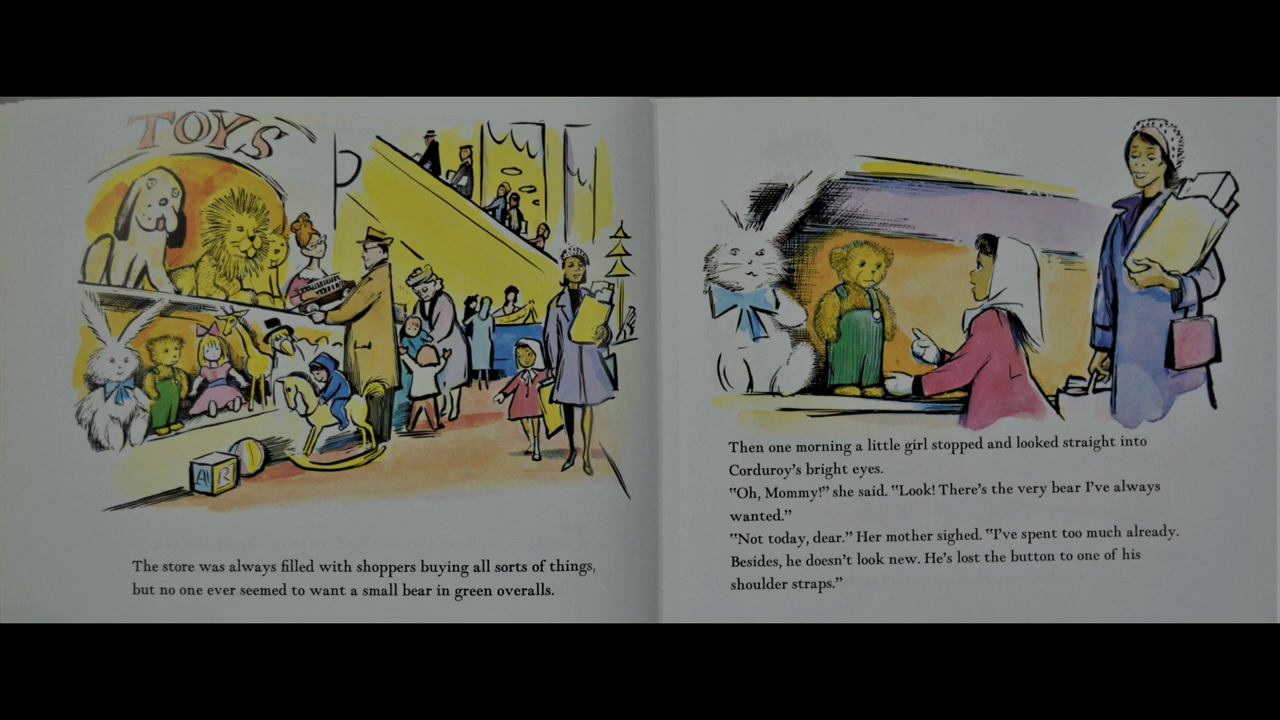 TOYS
A R
The store was always filled with shoppers buying all sorts of things,
but no one ever seemed to want a small bear in green overalls.
Then one morning a little girl stopped and looked straight into
Corduroy's bright eyes.
"Oh, Mommy!" she said. "Look! There's the very bear I've always
wanted."
"Not today, dear." Her mother sighed. "I've spent too much already.
Besides, he doesn't look new. He's lost the button to one of his
shoulder straps."